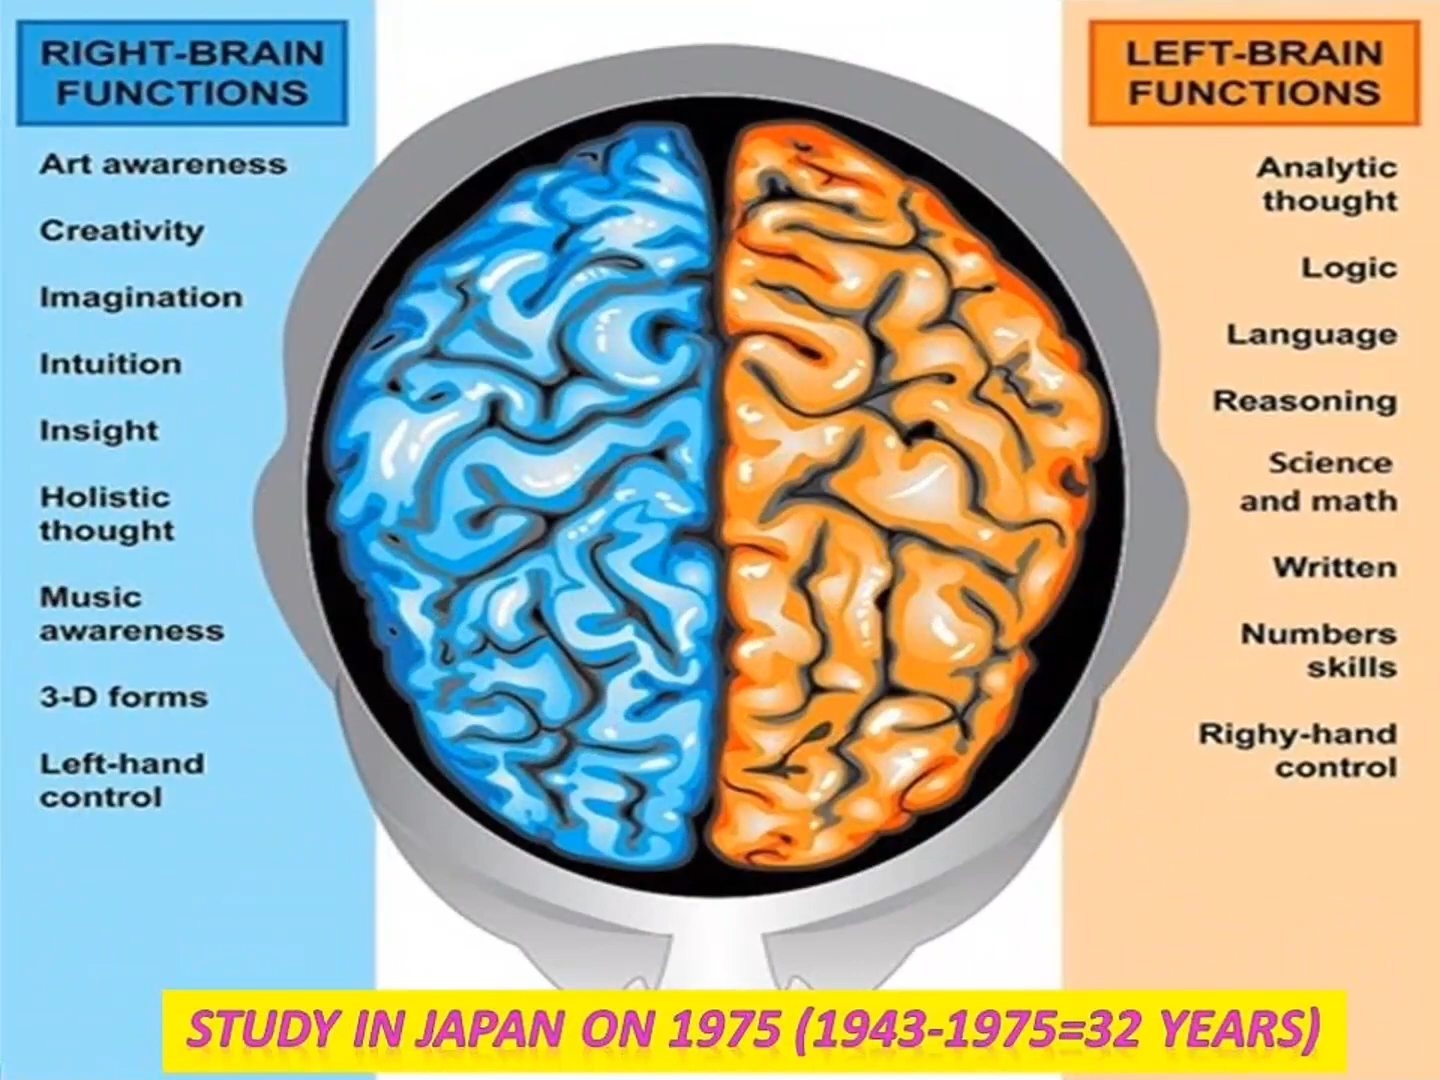 RIGHT-BRAIN
FUNCTIONS
Art awareness
Creativity
Imagination
Intuition
Insight
Holistic
thought
Music
awareness
3-D forms
Left-hand
control
LEFT-BRAIN
FUNCTIONS
Analytic
thought
Logic
Language
Reasoning
Science
and math
Written
Numbers
skills
Righy-hand
control
STUDY IN JAPAN ON 1975 (1943-1975=32 YEARS)